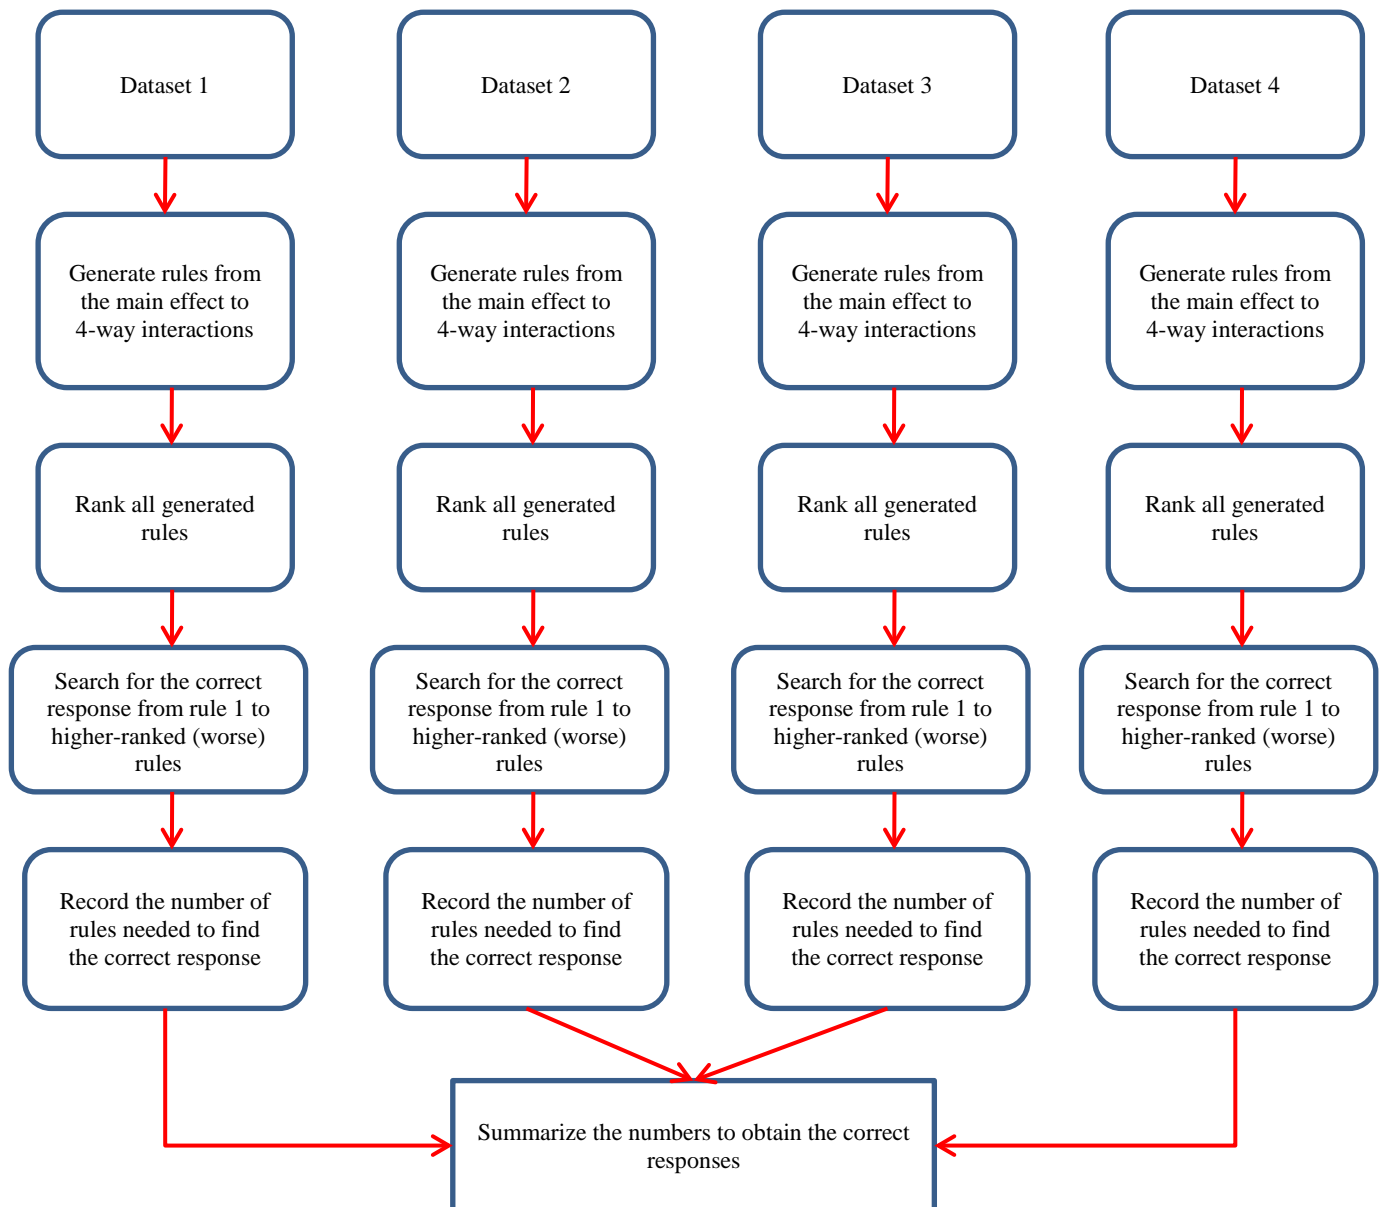 Dataset 1
Dataset 2
Dataset 3
Dataset 4
Generate rules from
the main effect to
4-way interactions
Generate rules from
the main effect to
4-way interactions
Generate rules from
the main effect to
4-way interactions
Generate rules from
the main effect to
4-way interactions
Rank all generated
rules
Rank all generated
rules
Rank all generated
rules
Rank all generated
rules
Search for the correct
response from rule 1 to
higher-ranked (worse)
rules
Search for the correct
response from rule 1 to
higher-ranked (worse)
rules
Search for the correct
response from rule 1 to
higher-ranked (worse)
rules
Search for the correct
response from rule 1 to
higher-ranked (worse)
rules
Record the number of
rules needed to find
the correct response
Record the number of
rules needed to find
the correct response
Record the number of
rules needed to find
the correct response
Record the number of
rules needed to find
the correct response
Summarize the numbers to obtain the correct
responses